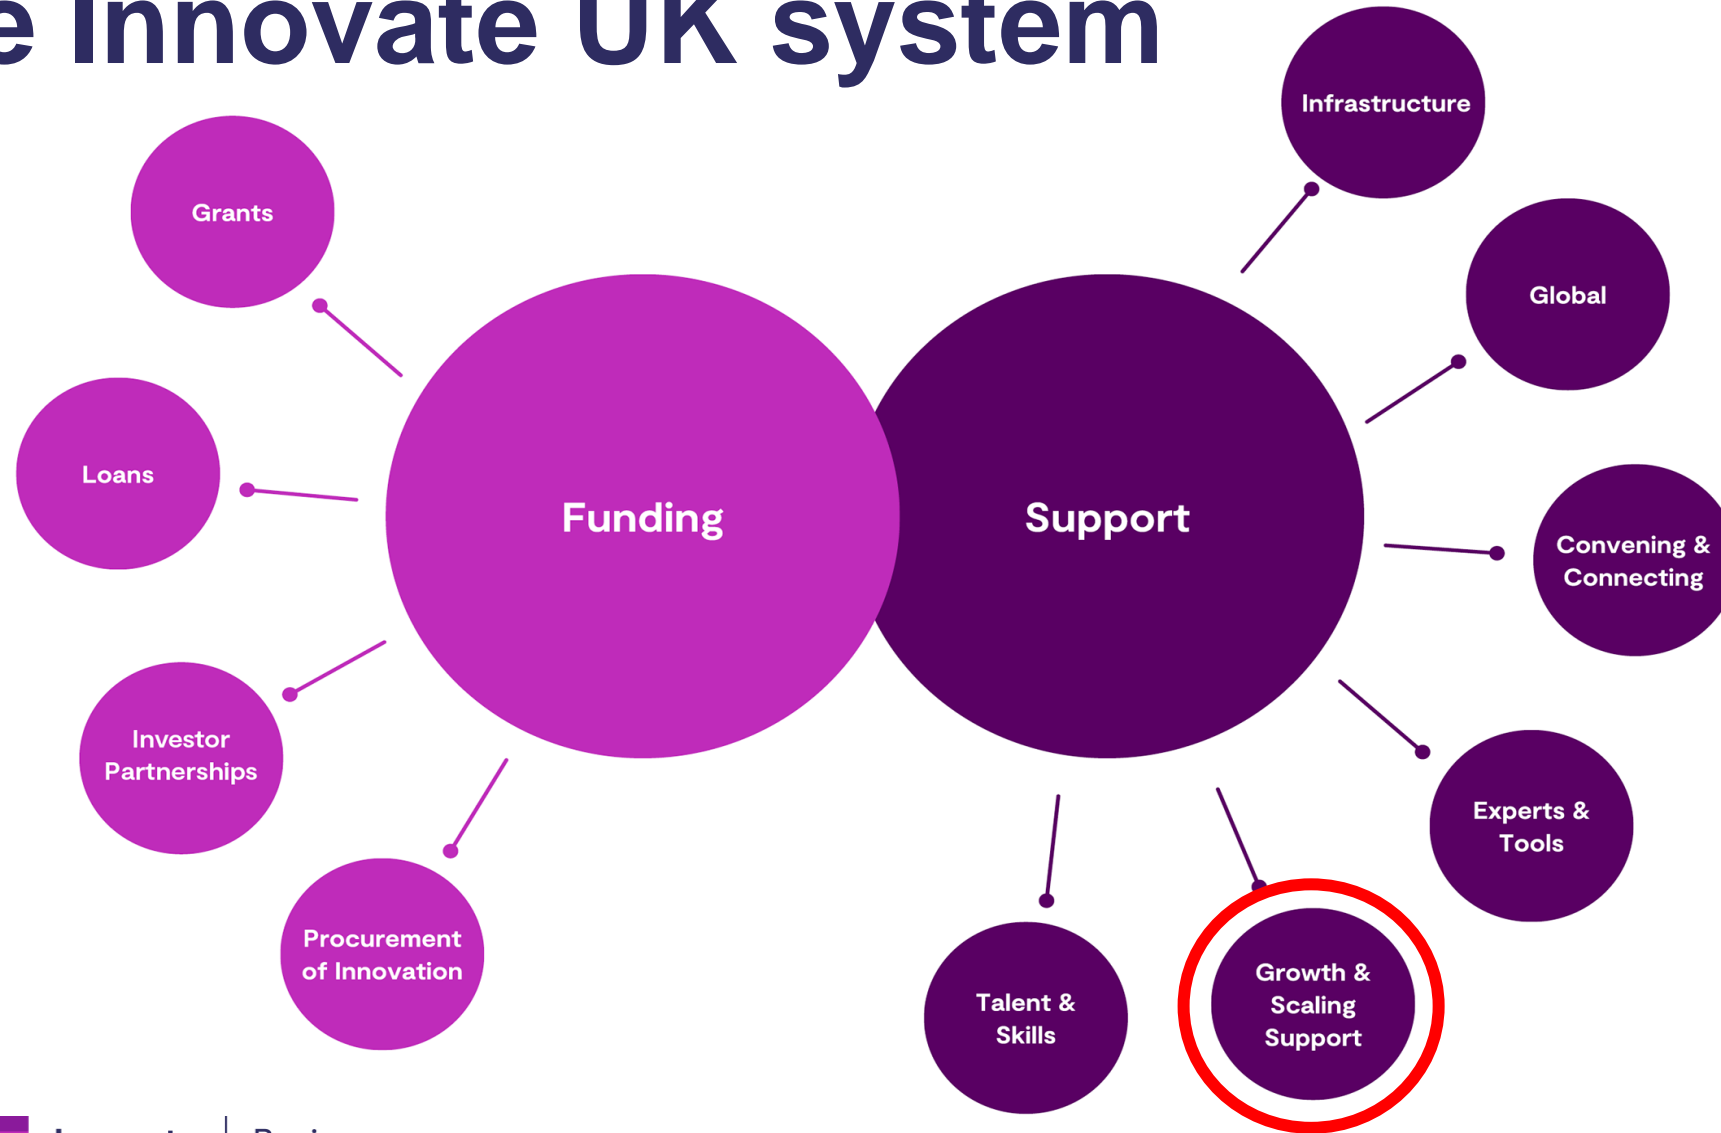 e Innovate UK system
Infrastructure
Grants
Global
Loans
Funding
Support
Convening &
Connecting
Investor
Partnerships
Experts &
Tools
Procurement
of Innovation
Talent &
Skills
Growth &
Scaling
Support